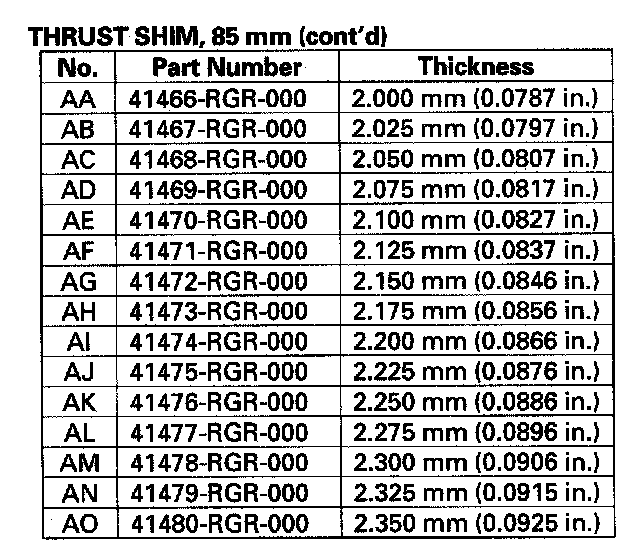 THRUST SHIM, 85 mm (cont'd)
No. Part Number Thickness
AA 41466-RGR-000 2.000 mm (0.0787 in.)
AB 41467-RGR-000 2.025 mm (0.0797 in.)
AC 41468-RGR-000 2.050 mm (0.0807 in.)
AD 41469-RGR-000 2.075 mm (0.0817 in.)
AE 41470-RGR-000 2.100 mm (0.0827 in.)
AF 41471-RGR-000 2.125 mm (0.0837 in.)
AG 41472-RGR-000 2.150 mm (0.0846 in.)
AH 41473-RGR-000 2.175 mm (0.0856 in.)
AI 41474-RGR-000 2.200 mm (0.0866 in.)
AJ 41475-RGR-000 2.225 mm (0.0876 in.)
AK 41476-RGR-000 2.250 mm (0.0886 in.)
AL 41477-RGR-000 2.275 mm (0.0896 in.)
AM 41478-RGR-000 2.300 mm (0.0906 in.)
AN 41479-RGR-000 2.325 mm (0.0915 in.)
AO 41480-RGR-000 2.350 mm (0.0925 in.)